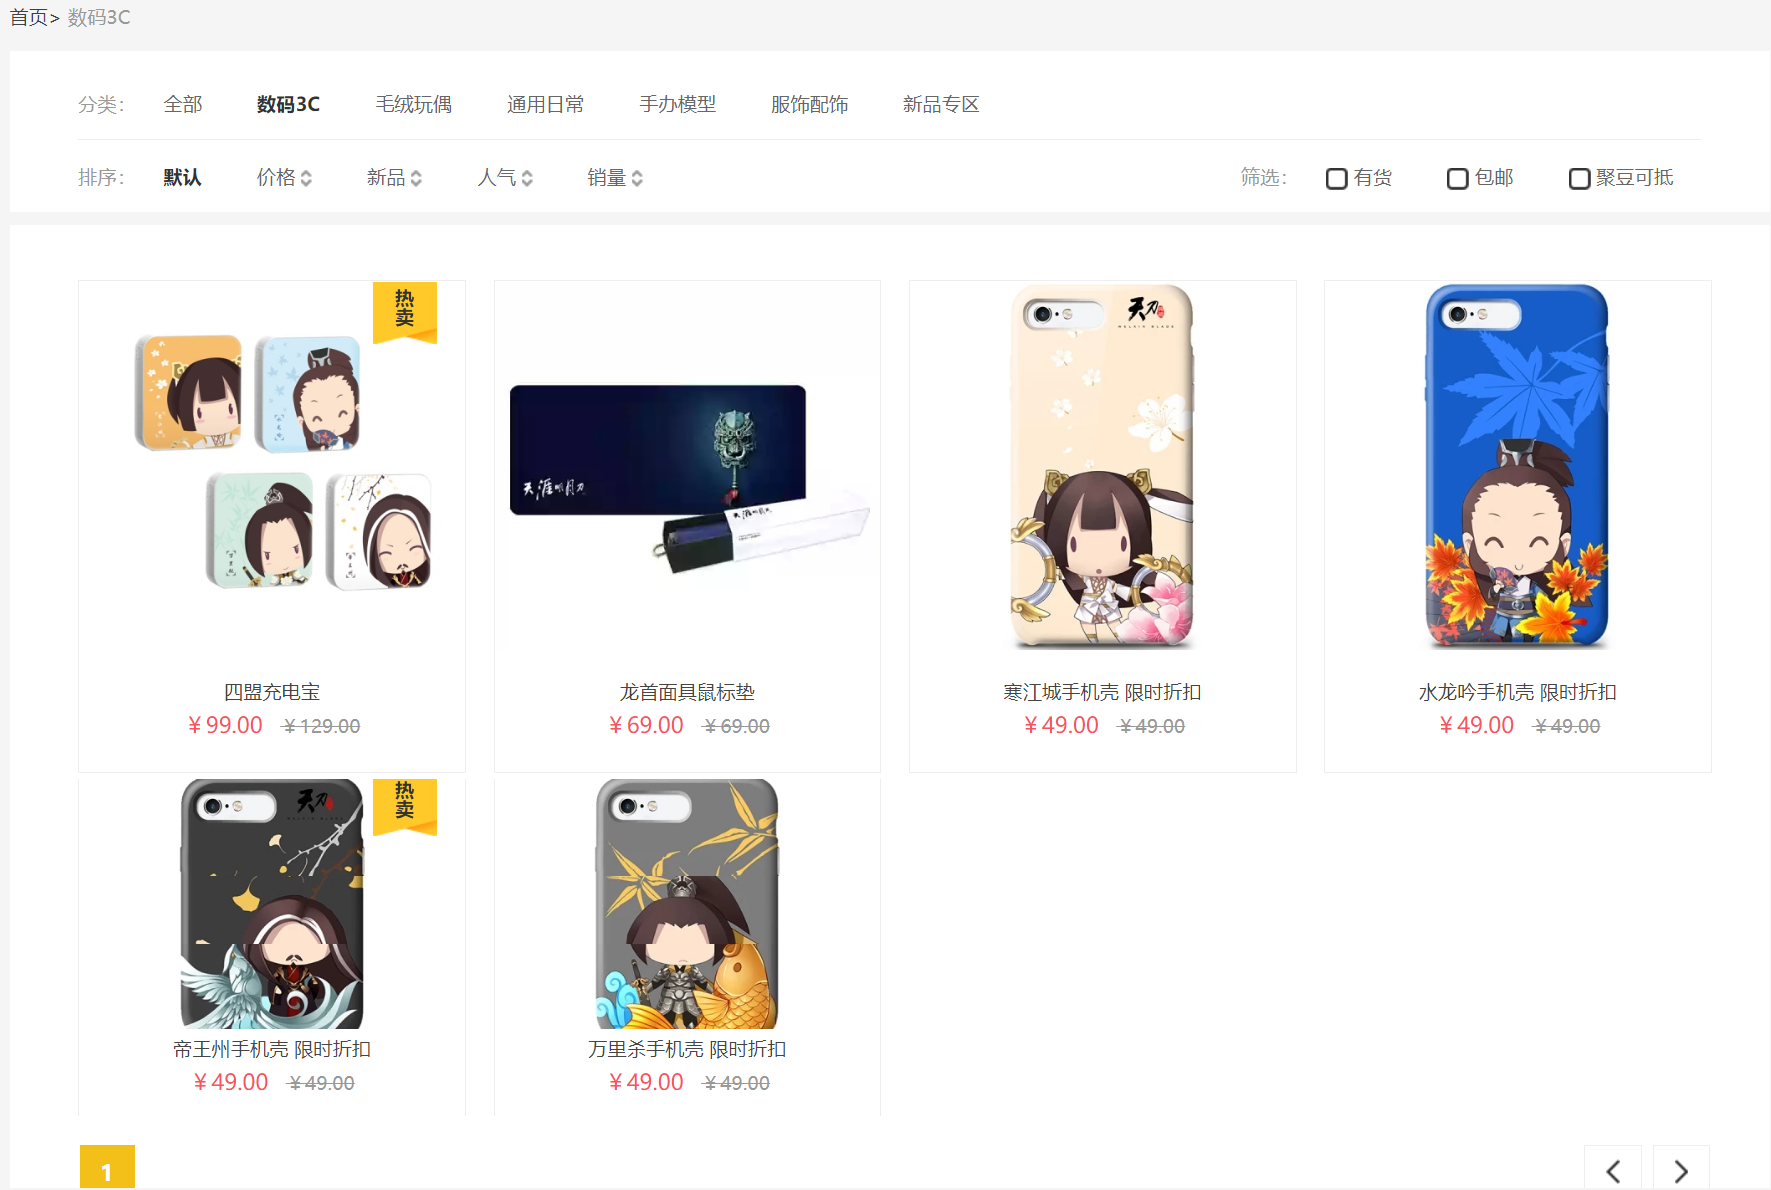 首页> 数码3C
分类： 全部 数码3C 毛绒玩偶 通用日常 手办模型 服饰配饰 新品专区
排序： 默认 价格 新品 人气 销量 筛选： 有货 包邮 聚豆可抵
热卖
天涯明月刀
天刀
四盟充电宝
￥99.00 ￥129.00
龙首面具鼠标垫
￥69.00 ￥69.00
寒江城手机壳 限时折扣
￥49.00 ￥49.00
水龙吟手机壳 限时折扣
￥49.00 ￥49.00
天刀
热卖
帝王州手机壳 限时折扣
￥49.00 ￥49.00
万里杀手机壳 限时折扣
￥49.00 ￥49.00
1